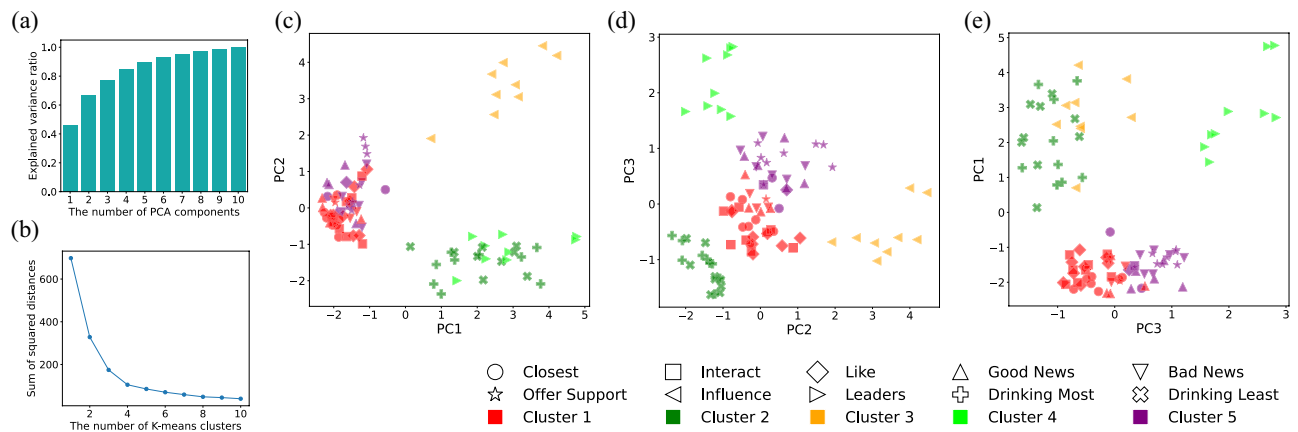 (a)
Explained variance ratio
1.0
0.8
0.6
0.4
0.2
0.0
1 2 3 4 5 6 7 8 9 10
The number of PCA components
(b)
Sum of squared distances
600
400
200
2 4 6 8 10
The number of K-means clusters
(c)
PC2
4
3
2
1
0
−1
−2
−2 −1 0 1 2 3 4 5
PC1
(d)
PC3
3
2
1
0
−1
−2 −1 0 1 2 3 4
PC2
(e)
PC1
5
4
3
2
1
0
−1
−2
−1 0 1 2 3
PC3
Closest Interact Like Good News Bad News
Offer Support Influence Leaders Drinking Most Drinking Least
Cluster 1 Cluster 2 Cluster 3 Cluster 4 Cluster 5